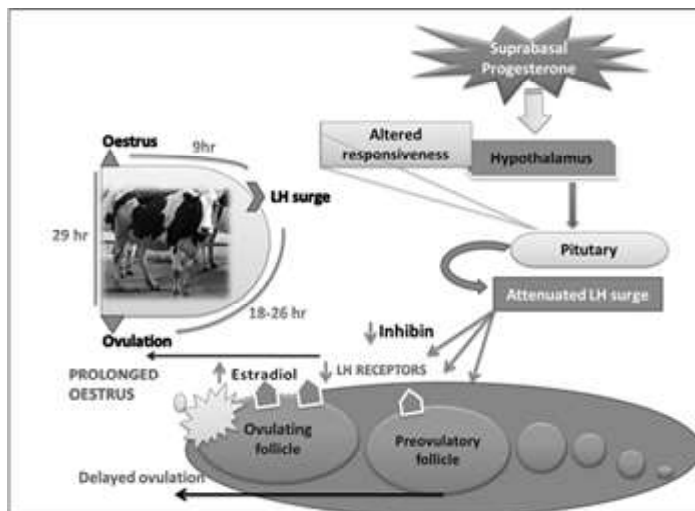 Suprabasal
Progesterone
Altered
responsiveness
Hypothalamus
Oestrus
9hr
LH surge
29 hr
18-26 hr
Ovulation
Pitutary
Attenuated LH surge
Inhibin
PROLONGED
OESTRUS
Estradiol
LH RECEPTORS
Ovulating
follicle
Preovulatory
follicle
Delayed ovulation